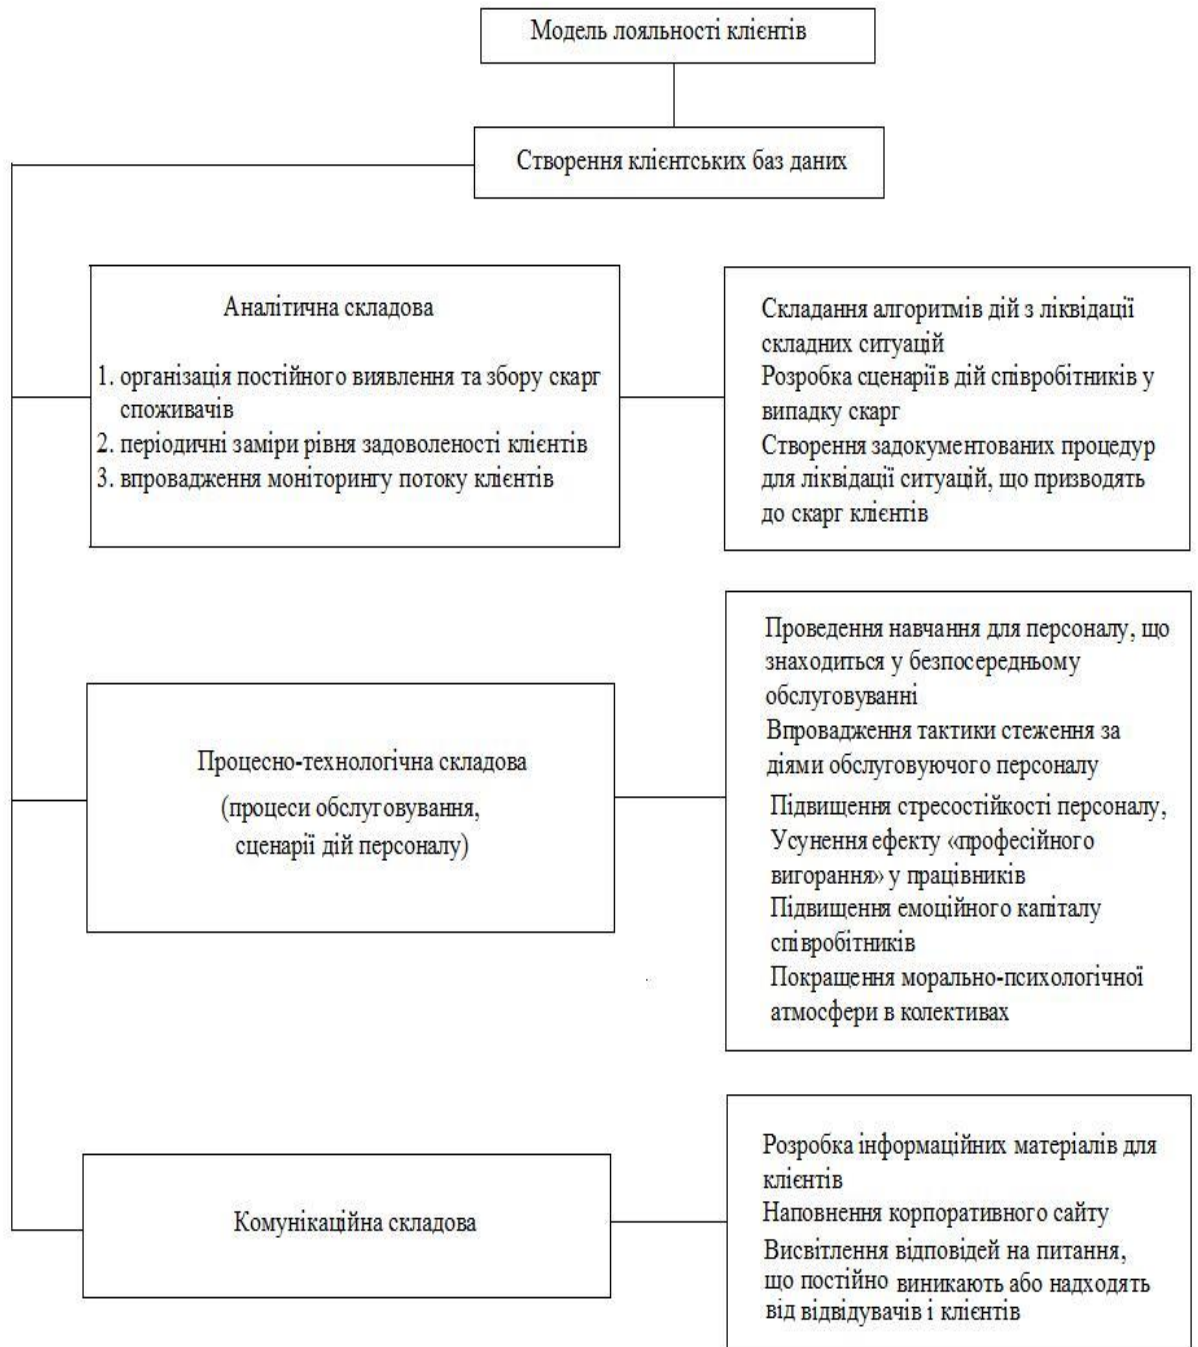 Модель лояльності клієнтів
Створення клієнтських баз даних
Аналітична складова
1. організація постійного виявлення та збору скарг
споживачів
2. періодичні заміри рівня задоволеності клієнтів
3. впровадження моніторингу потоку клієнтів
Складання алгоритмів дій з ліквідації
складних ситуацій
Розробка сценаріїв дій співробітників у
випадку скарг
Створення задокументованих процедур
для ліквідації ситуацій, що призводять
до скарг клієнтів
Процесно-технологічна складова
(процеси обслуговування,
сценарії дій персоналу)
Проведення навчання для персоналу, що
знаходиться у безпосередньому
обслуговуванні
Впровадження тактики стеження за
діями обслуговуючого персоналу
Підвищення стресостійкості персоналу,
Усунення ефекту «професійного
вигорання» у працівників
Підвищення емоційного капіталу
співробітників
Покращення морально-психологічної
атмосфери в колективах
Комунікаційна складова
Розробка інформаційних матеріалів для
клієнтів
Наповнення корпоративного сайту
Висвітлення відповідей на питання,
що постійно виникають або надходять
від відвідувачів і клієнтів